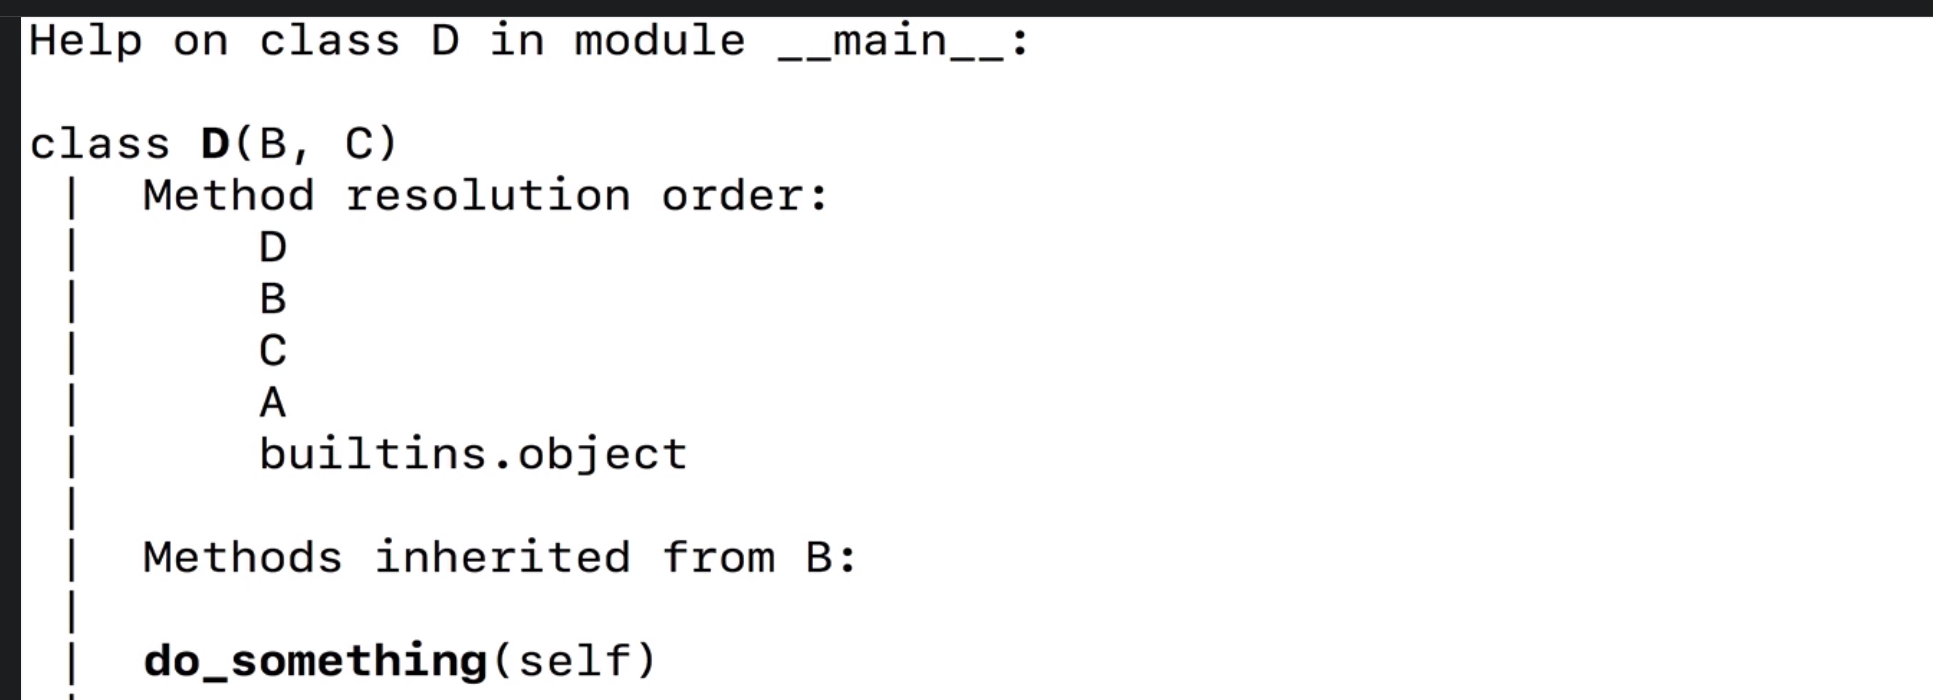 Help on class D in module __main__:
class D(B, C)
| Method resolution order:
| D
| B
| C
| A
| builtins.object
|
| Methods inherited from B:
|
| do_something(self)
|